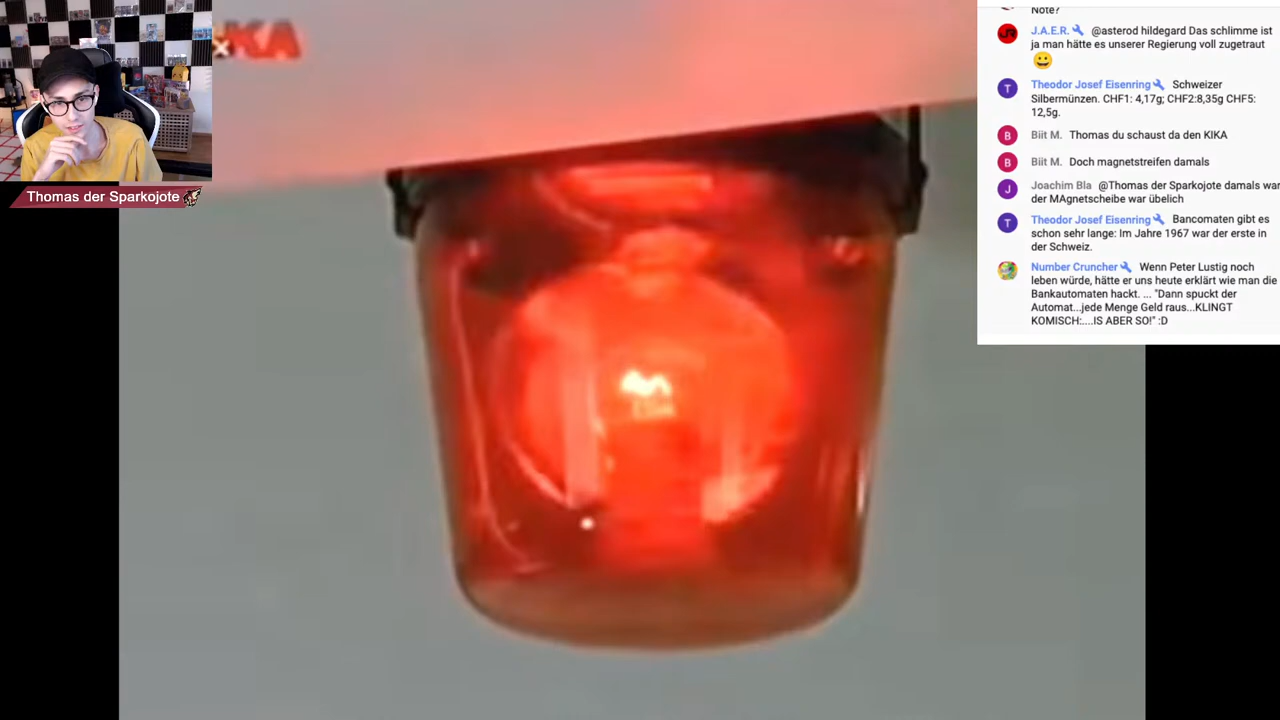 KA
Thomas der Sparkojote
Note?
J.A.E.R. @asterod hildegard Das schlimme ist
ja man hätte es unserer Regierung voll zugetraut
Theodor Josef Eisenring Schweizer
Silbermünzen. CHF1: 4,17g; CHF2:8,35g CHF5:
12,5g.
Biit M. Thomas du schaust da den KIKA
Biit M. Doch magnetstreifen damals
Joachim Bla @Thomas der Sparkojote damals war
der MAgnetscheibe war übelich
Theodor Josef Eisenring Bancomaten gibt es
schon sehr lange: Im Jahre 1967 war der erste in
der Schweiz.
Number Cruncher Wenn Peter Lustig noch
leben würde, hätte er uns heute erklärt wie man die
Bankautomaten hackt. ... "Dann spuckt der
Automat...jede Menge Geld raus...KLINGT
KOMISCH:....IS ABER SO!" :D